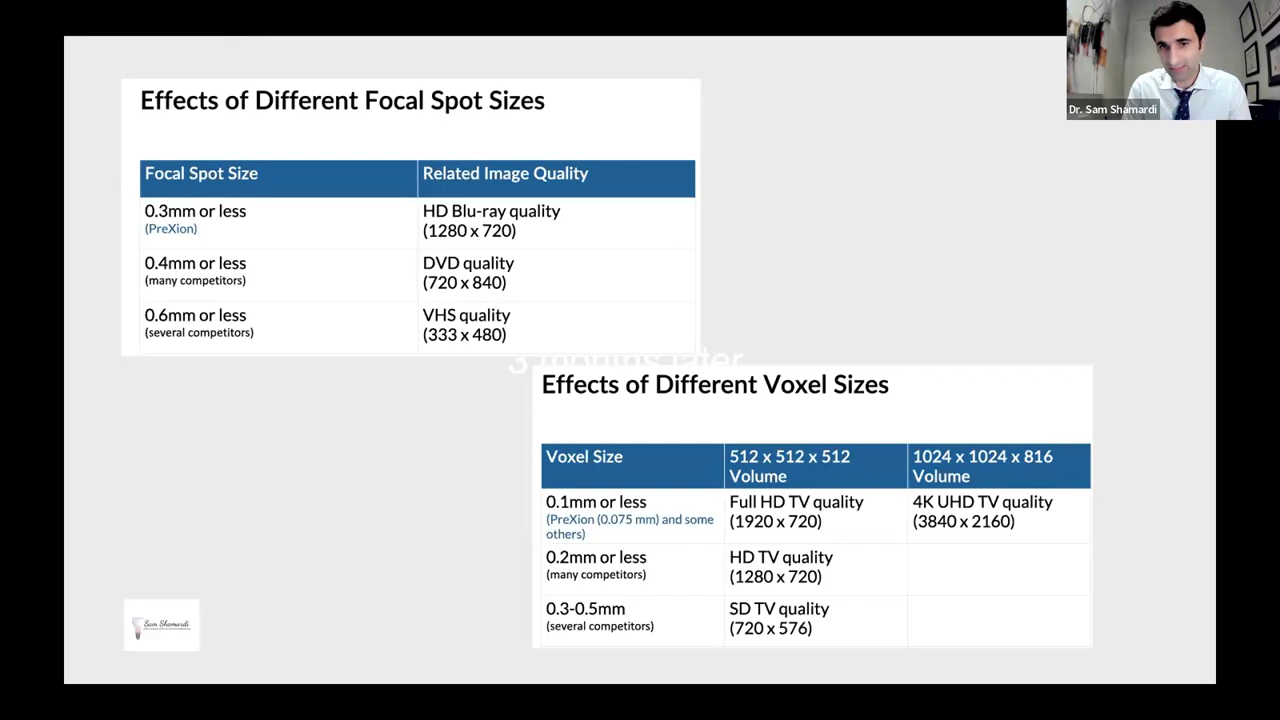 Dr. Sam Shamardi
Effects of Different Focal Spot Sizes
Focal Spot Size Related Image Quality
0.3mm or less HD Blu-ray quality
(PreXion) (1280 x 720)
0.4mm or less DVD quality
(many competitors) (720 x 840)
0.6mm or less VHS quality
(several competitors) (333 x 480)
3 months later
Effects of Different Voxel Sizes
Voxel Size 512 x 512 x 512 1024 x 1024 x 816
Volume Volume
0.1mm or less Full HD TV quality 4K UHD TV quality
(PreXion (0.075 mm) and some (1920 x 720) (3840 x 2160)
others)
0.2mm or less HD TV quality
(many competitors) (1280 x 720)
0.3-0.5mm SD TV quality
(several competitors) (720 x 576)
Sam Shamardi